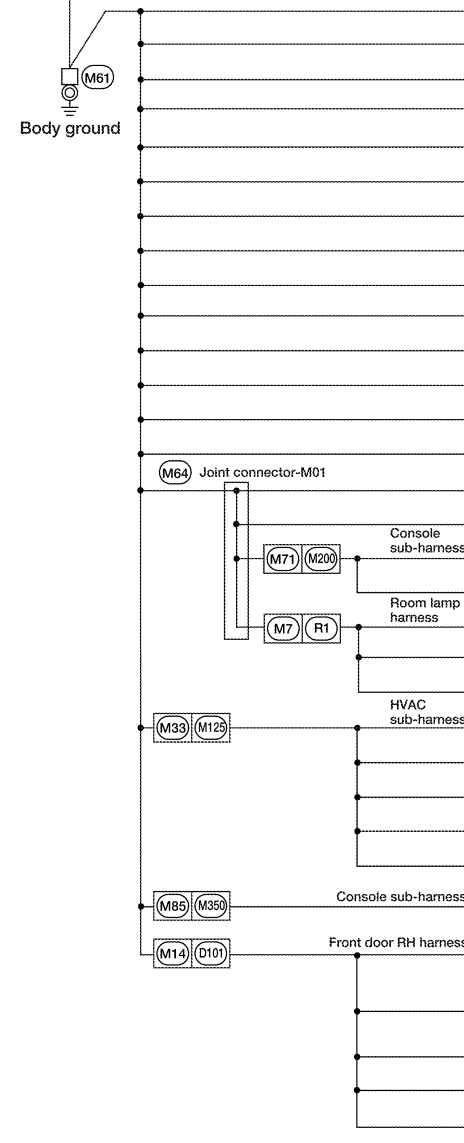 M61
Body ground
M64 Joint connector-M01
Console
sub-harness
M71 M200
Room lamp
harness
M7 R1
HVAC
sub-harness
M33 M125
Console sub-harness
M85 M350
Front door RH harness
M14 D101